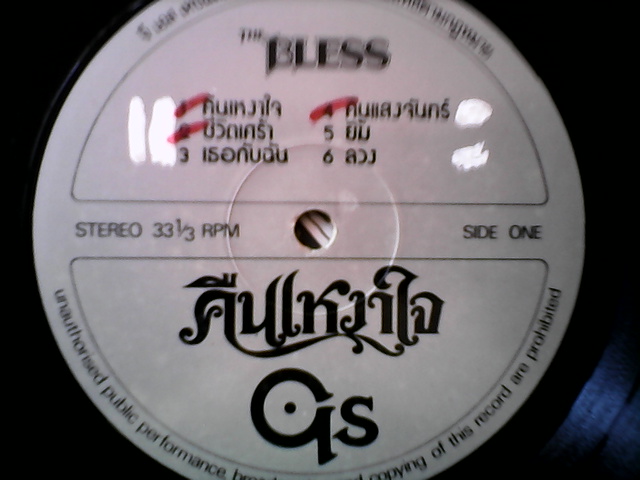 THE BLESS
1 คืนเหงาใจ
2 ชีวิตเศร้า
3 เธอกับฉัน
4 คืนแสงจันทร์
5 ยิ้ม
6 ลวง
STEREO 33 1/3 RPM
SIDE ONE
คืนเหงาใจ
GS
unauthorised public performance, and copying of this record are prohibited